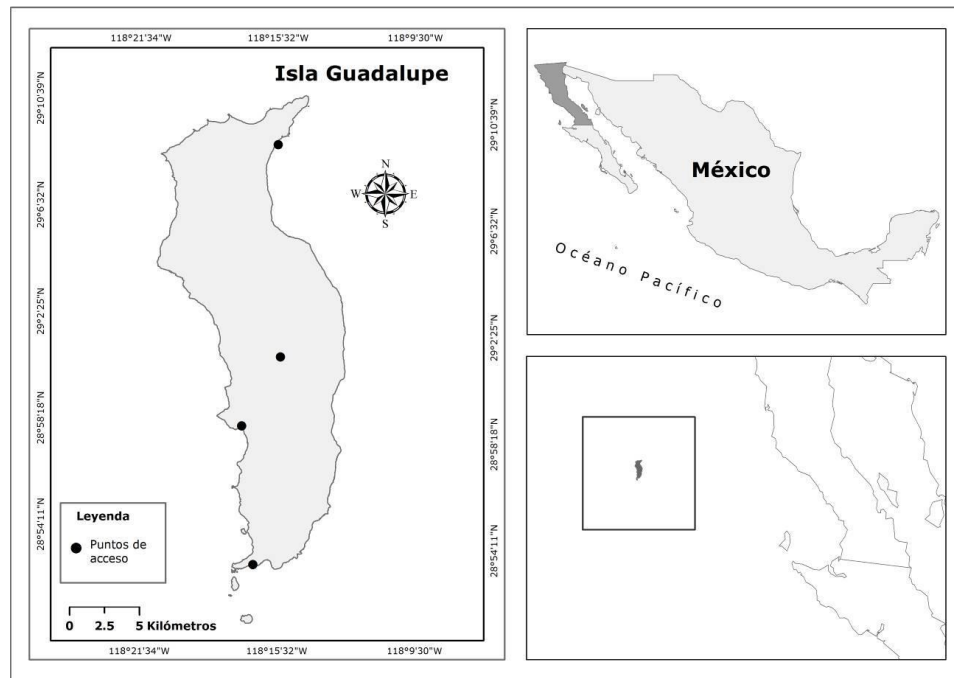 118°21'34"W 118°15'32"W 118°9'30"W
Isla Guadalupe
29°10'39"N
29°6'32"N
29°2'25"N
28°58'18"N
28°54'11"N
29°10'39"N
29°6'32"N
29°2'25"N
28°58'18"N
28°54'11"N
N
W E
S
Leyenda
Puntos de
acceso
0 2.5 5 Kilómetros
118°21'34"W 118°15'32"W 118°9'30"W
México
Océano Pacífico